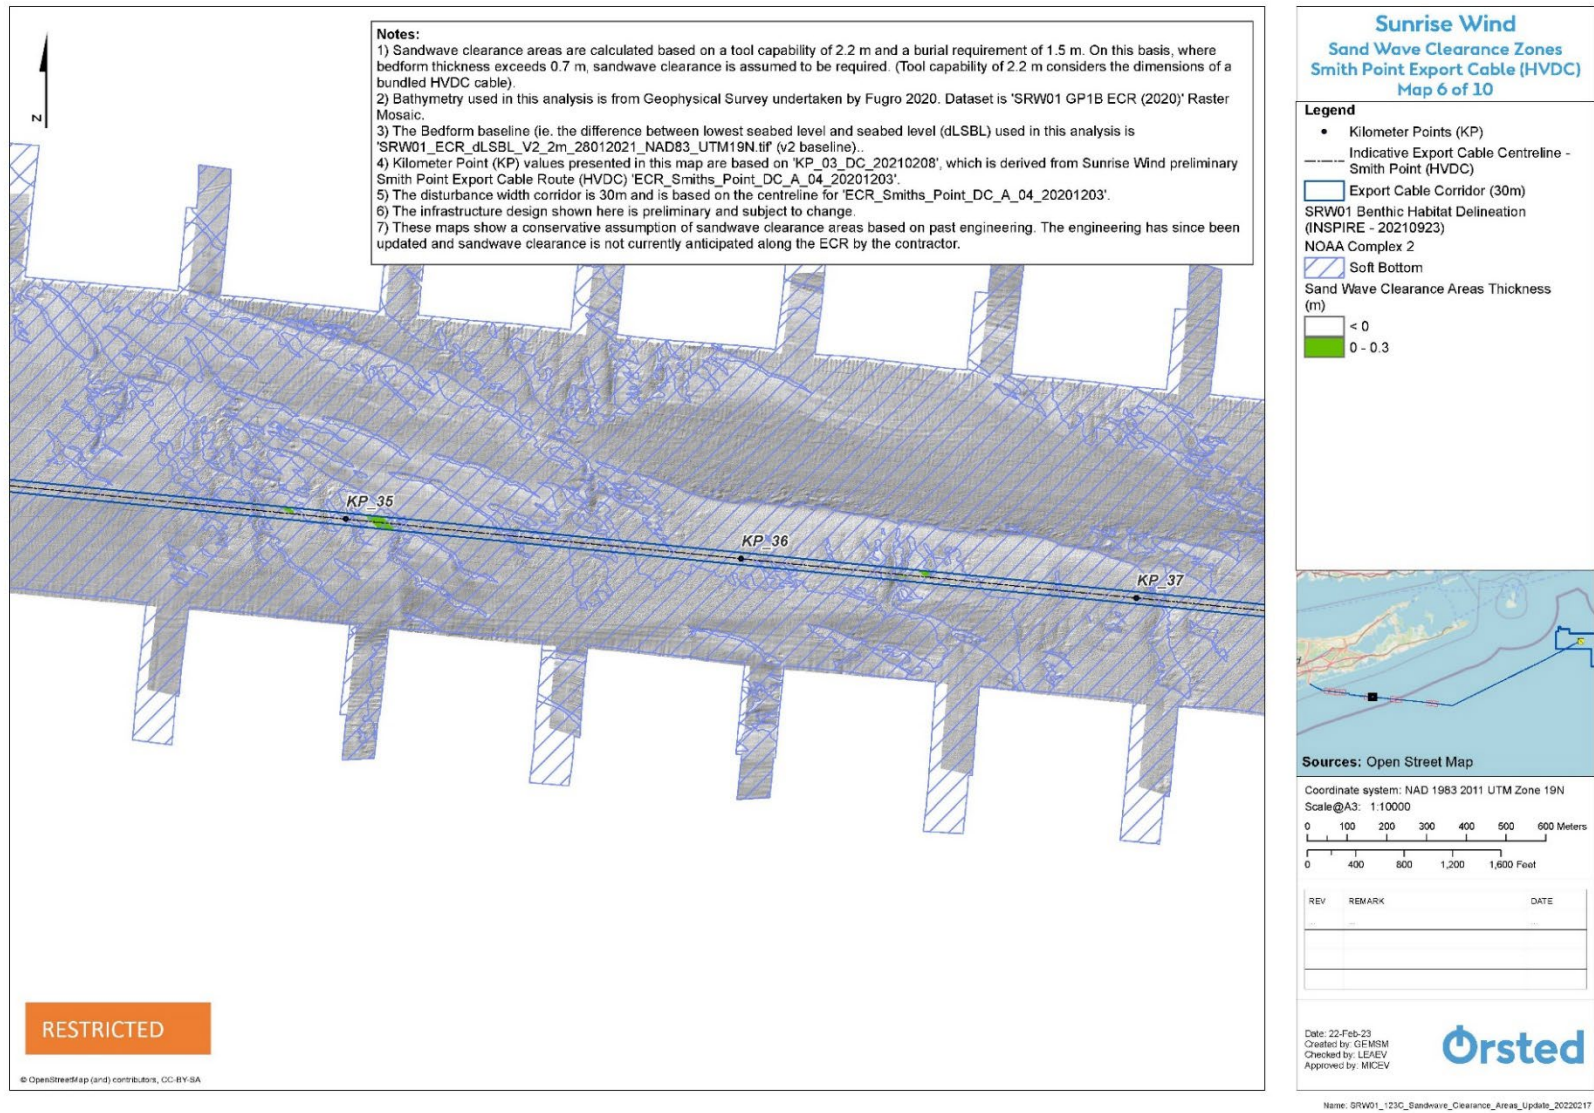 Notes:
1) Sandwave clearance areas are calculated based on a tool capability of 2.2 m and a burial requirement of 1.5 m. On this basis, where
bedform thickness exceeds 0.7 m, sandwave clearance is assumed to be required. (Tool capability of 2.2 m considers the dimensions of a
bundled HVDC cable).
2) Bathymetry used in this analysis is from Geophysical Survey undertaken by Fugro 2020. Dataset is 'SRW01 GP1B ECR (2020)' Raster
Mosaic.
3) The Bedform baseline (ie. the difference between lowest seabed level and seabed level (dLSBL) used in this analysis is
'SRW01_ECR_dLSBL_V2_2m_28012021_NAD83_UTM19N.tif' (v2 baseline)..
4) Kilometer Point (KP) values presented in this map are based on 'KP_03_DC_20210208', which is derived from Sunrise Wind preliminary
Smith Point Export Cable Route (HVDC) 'ECR_Smiths_Point_DC_A_04_20201203'.
5) The disturbance width corridor is 30m and is based on the centreline for 'ECR_Smiths_Point_DC_A_04_20201203'.
6) The infrastructure design shown here is preliminary and subject to change.
7) These maps show a conservative assumption of sandwave clearance areas based on past engineering. The engineering has since been
updated and sandwave clearance is not currently anticipated along the ECR by the contractor.
N
KP_35
KP_36
KP_37
RESTRICTED
© OpenStreetMap (and) contributors, CC-BY-SA
Sunrise Wind
Sand Wave Clearance Zones
Smith Point Export Cable (HVDC)
Map 6 of 10
Legend
Kilometer Points (KP)
Indicative Export Cable Centreline -
Smith Point (HVDC)
Export Cable Corridor (30m)
SRW01 Benthic Habitat Delineation
(INSPIRE - 20210923)
NOAA Complex 2
Soft Bottom
Sand Wave Clearance Areas Thickness
(m)
< 0
0 - 0.3
Sources: Open Street Map
Coordinate system: NAD 1983 2011 UTM Zone 19N
Scale@A3: 1:10000
0 100 200 300 400 500 600 Meters
0 400 800 1,200 1,600 Feet
REV REMARK DATE
... ... ...
Date: 22-Feb-23
Created by: GEMSM
Checked by: LEAEV
Approved by: MICEV
Ørsted
Name: SRW01_123C_Sandwave_Clearance_Areas_Update_20220217